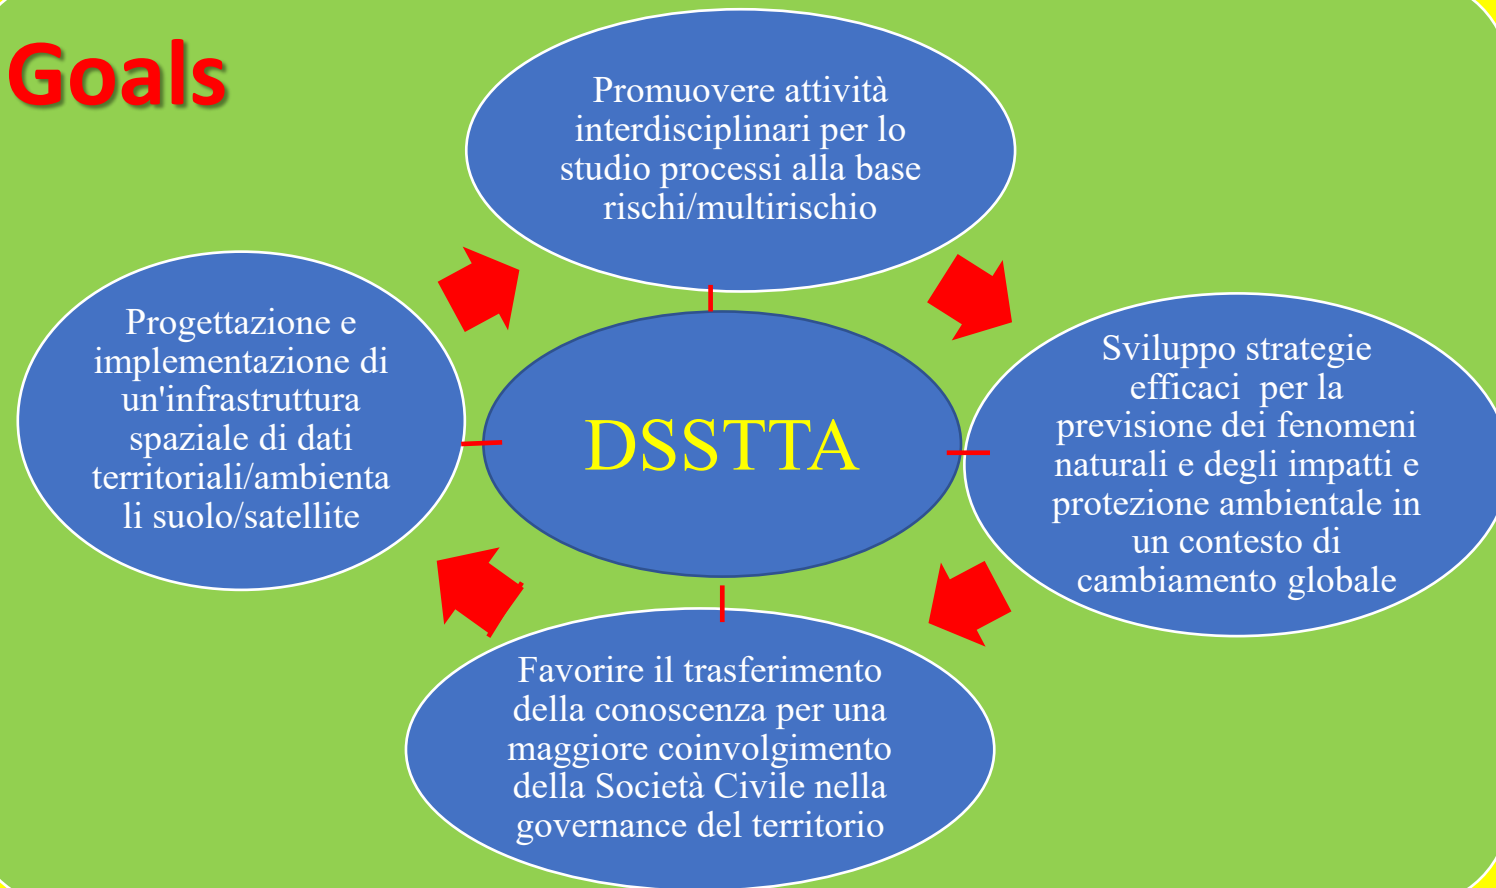 Goals
Promuovere attività
interdisciplinari per lo
studio processi alla base
rischi/multirischio
Progettazione e
implementazione di
un'infrastruttura
spaziale di dati
territoriali/ambienta
li suolo/satellite
DSSTTA
Sviluppo strategie
efficaci per la
previsione dei fenomeni
naturali e degli impatti e
protezione ambientale in
un contesto di
cambiamento globale
Favorire il trasferimento
della conoscenza per una
maggiore coinvolgimento
della Società Civile nella
governance del territorio